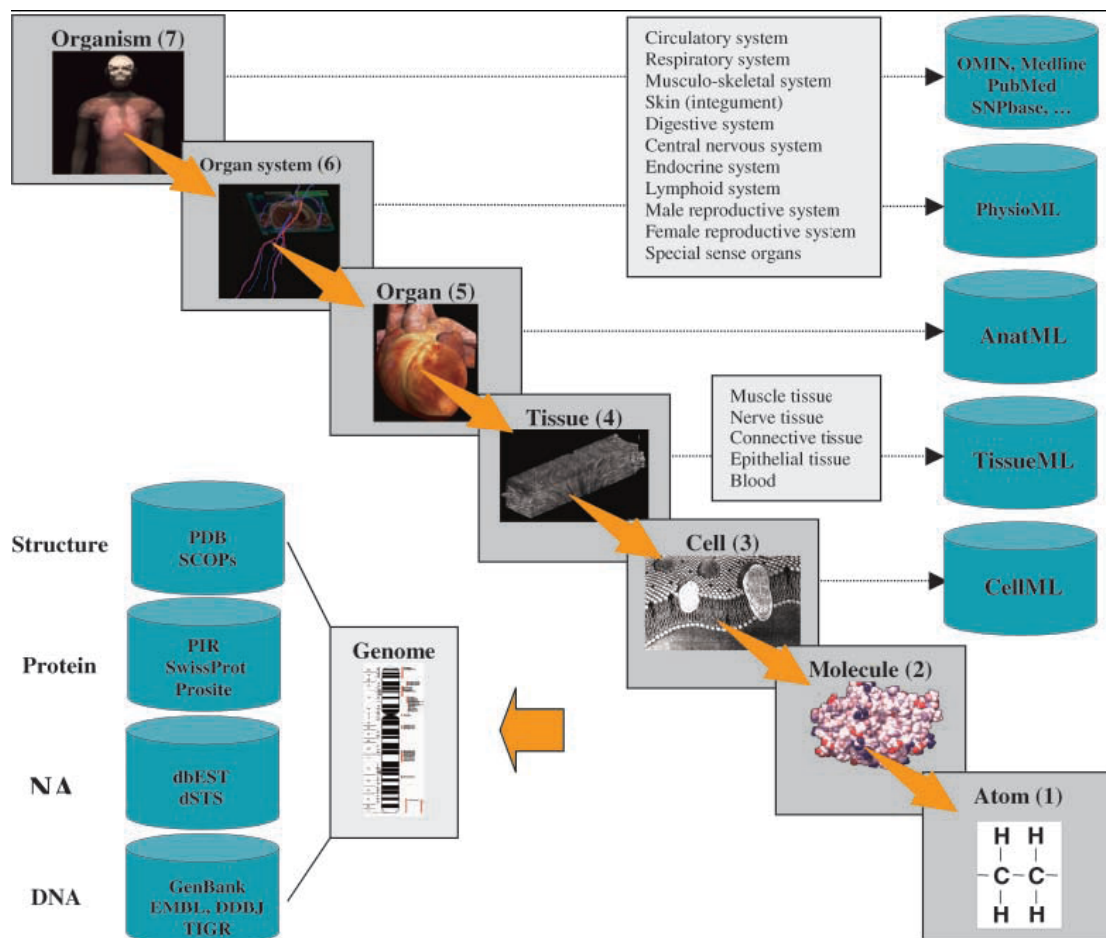 Organism (7)
Circulatory system
Respiratory system
Musculo-skeletal system
Skin (integument)
Digestive system
Central nervous system
Endocrine system
Lymphoid system
Male reproductive system
Female reproductive system
Special sense organs
OMIN, Medline
PubMed
SNPbase, ...
Organ system (6)
PhysioML
Organ (5)
AnatML
Tissue (4)
Muscle tissue
Nerve tissue
Connective tissue
Epithelial tissue
Blood
TissueML
Cell (3)
CellML
Molecule (2)
Atom (1)
H H
C C
H H
Structure
PDB
SCOPs
Protein
PIR
SwissProt
Prosite
Genome
NA
dbEST
dSTS
DNA
GenBank
EMBL, DDBJ
TIGR